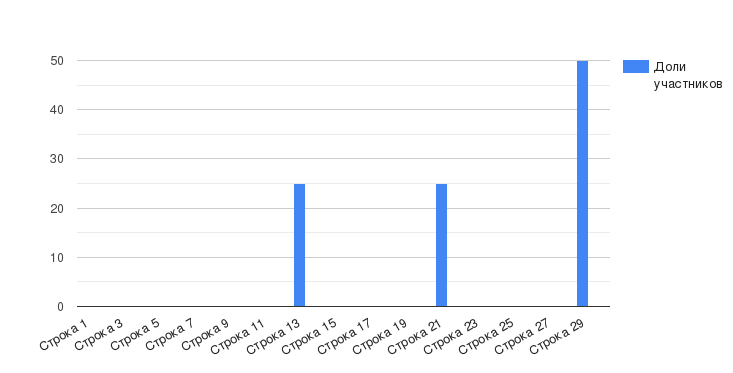 50
40
30
20
10
0
Строка 1
Строка 3
Строка 5
Строка 7
Строка 9
Строка 11
Строка 13
Строка 15
Строка 17
Строка 19
Строка 21
Строка 23
Строка 25
Строка 27
Строка 29
Доли
участников